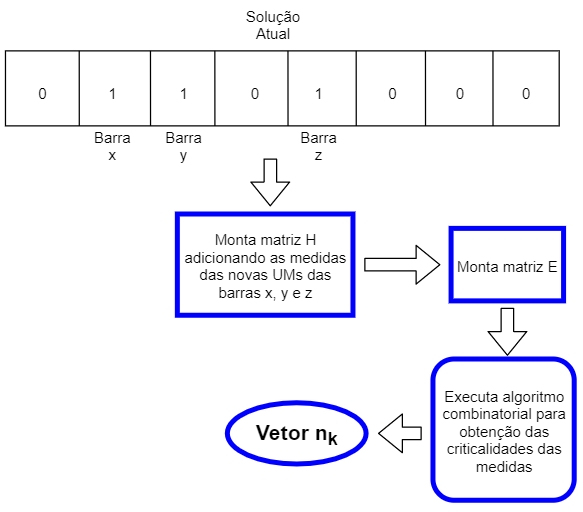 Solução
Atual
0 1 1 0 1 0 0 0
Barra Barra Barra
x y z
Monta matriz H
adicionando as medidas
das novas UMs das
barras x, y e z
Monta matriz E
Executa algoritmo
combinatorial para
obtenção das
criticalidades das
medidas
Vetor nk